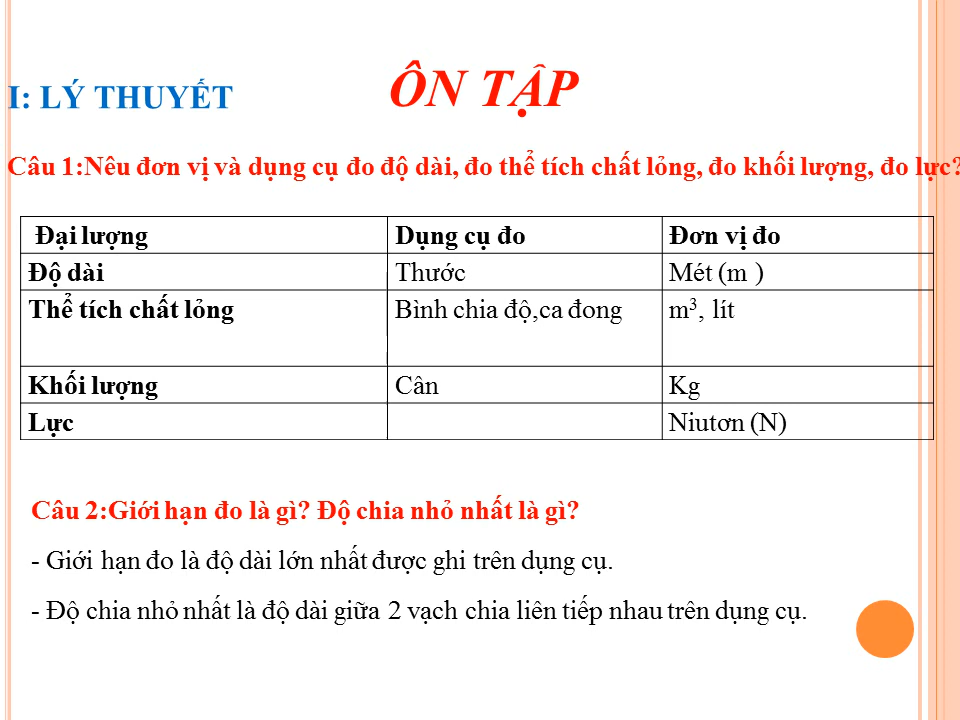 ÔN TẬP
I: LÝ THUYẾT
Câu 1:Nêu đơn vị và dụng cụ đo độ dài, đo thể tích chất lỏng, đo khối lượng, đo lực?
Đại lượng Dụng cụ đo Đơn vị đo
Độ dài Thước Mét (m )
Thể tích chất lỏng Bình chia độ,ca đong m³, lít
Khối lượng Cân Kg
Lực Niutơn (N)
Câu 2:Giới hạn đo là gì? Độ chia nhỏ nhất là gì?
- Giới hạn đo là độ dài lớn nhất được ghi trên dụng cụ.
- Độ chia nhỏ nhất là độ dài giữa 2 vạch chia liên tiếp nhau trên dụng cụ.